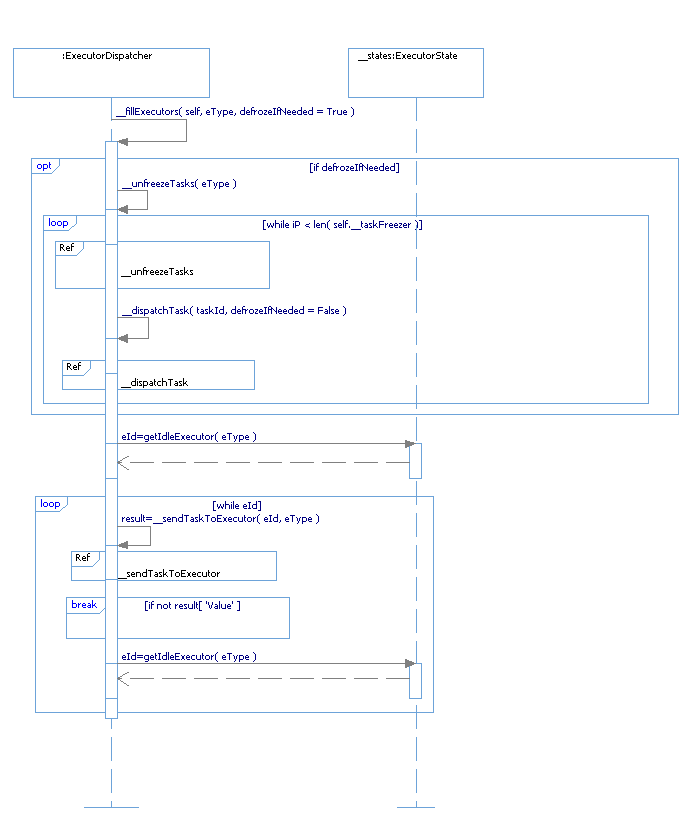 :ExecutorDispatcher
__states:ExecutorState
__fillExecutors( self, eType, defrozeIfNeeded = True )
opt
[if defrozeIfNeeded]
__unfreezeTasks( eType )
loop
[while iP < len( self.__taskFreezer )]
Ref
__unfreezeTasks
__dispatchTask( taskId, defrozeIfNeeded = False )
Ref
__dispatchTask
eId=getIdleExecutor( eType )
loop
[while eId]
result=__sendTaskToExecutor( eId, eType )
Ref
__sendTaskToExecutor
break
[if not result[ 'Value' ]
eId=getIdleExecutor( eType )